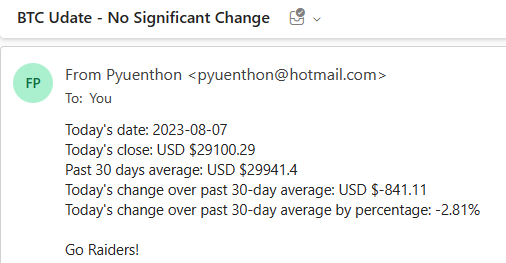 BTC Udate - No Significant Change
FP
From Pyuenthon <pyuenthon@hotmail.com>
To: You
Today's date: 2023-08-07
Today's close: USD $29100.29
Past 30 days average: USD $29941.4
Today's change over past 30-day average: USD $-841.11
Today's change over past 30-day average by percentage: -2.81%
Go Raiders!